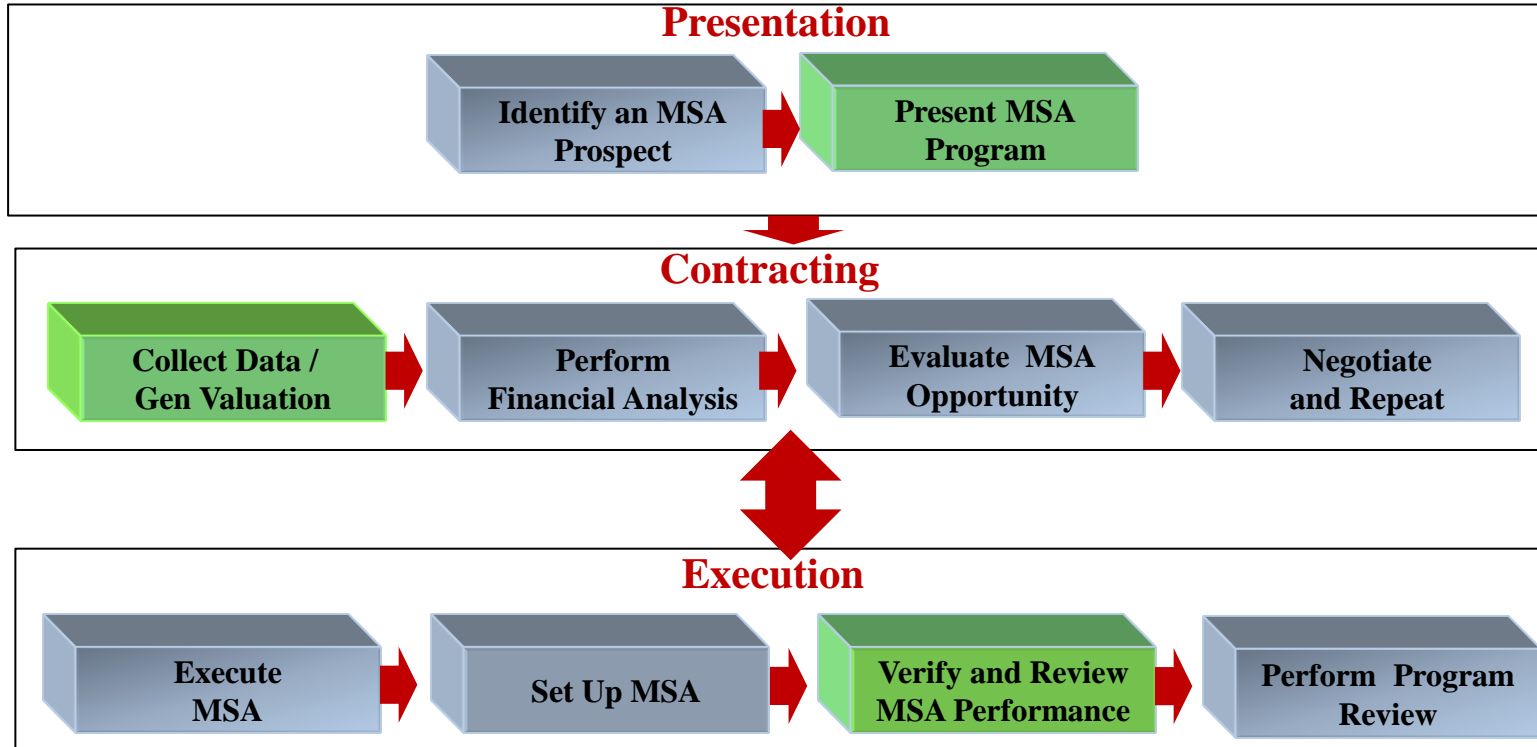 Presentation
Identify an MSA
Prospect
Present MSA
Program
Contracting
Collect Data /
Gen Valuation
Perform
Financial Analysis
Evaluate MSA
Opportunity
Negotiate
and Repeat
Execution
Execute
MSA
Set Up MSA
Verify and Review
MSA Performance
Perform Program
Review